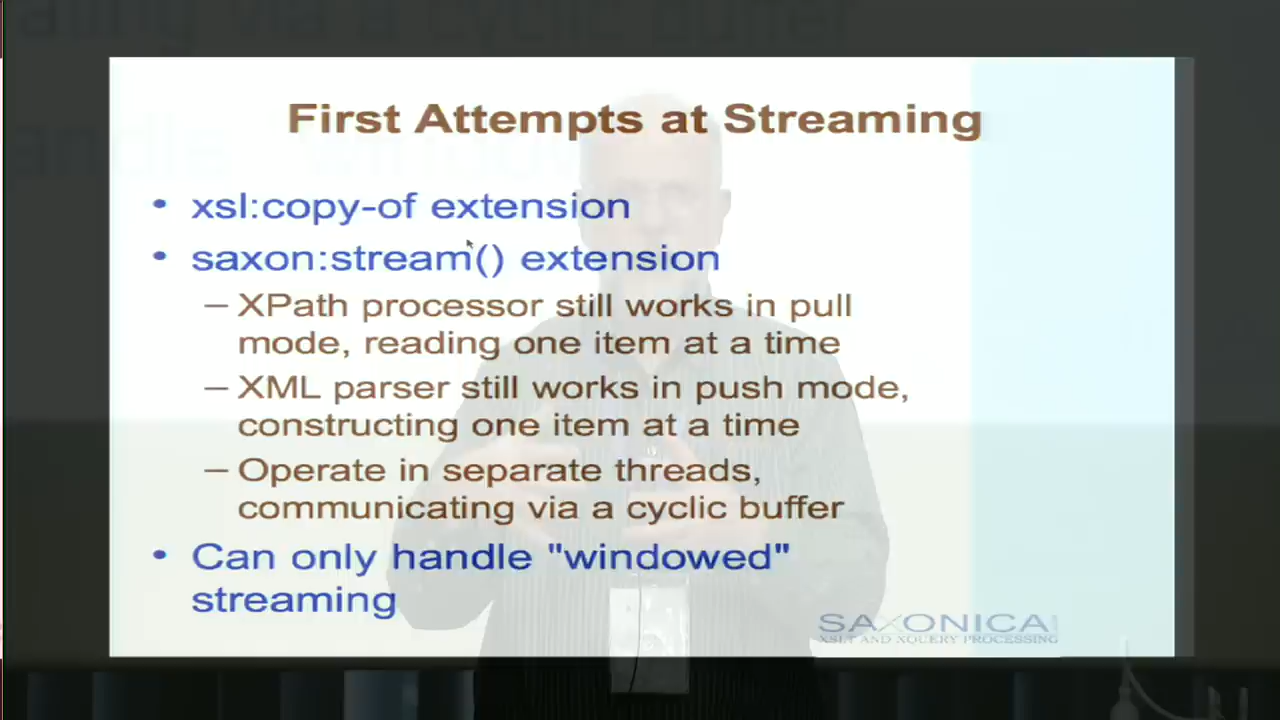 First Attempts at Streaming
• xsl:copy-of extension
• saxon:stream() extension
– XPath processor still works in pull
mode, reading one item at a time
– XML parser still works in push mode,
constructing one item at a time
– Operate in separate threads,
communicating via a cyclic buffer
• Can only handle "windowed"
streaming
SAXONICA
XSLT AND XQUERY PROCESSING